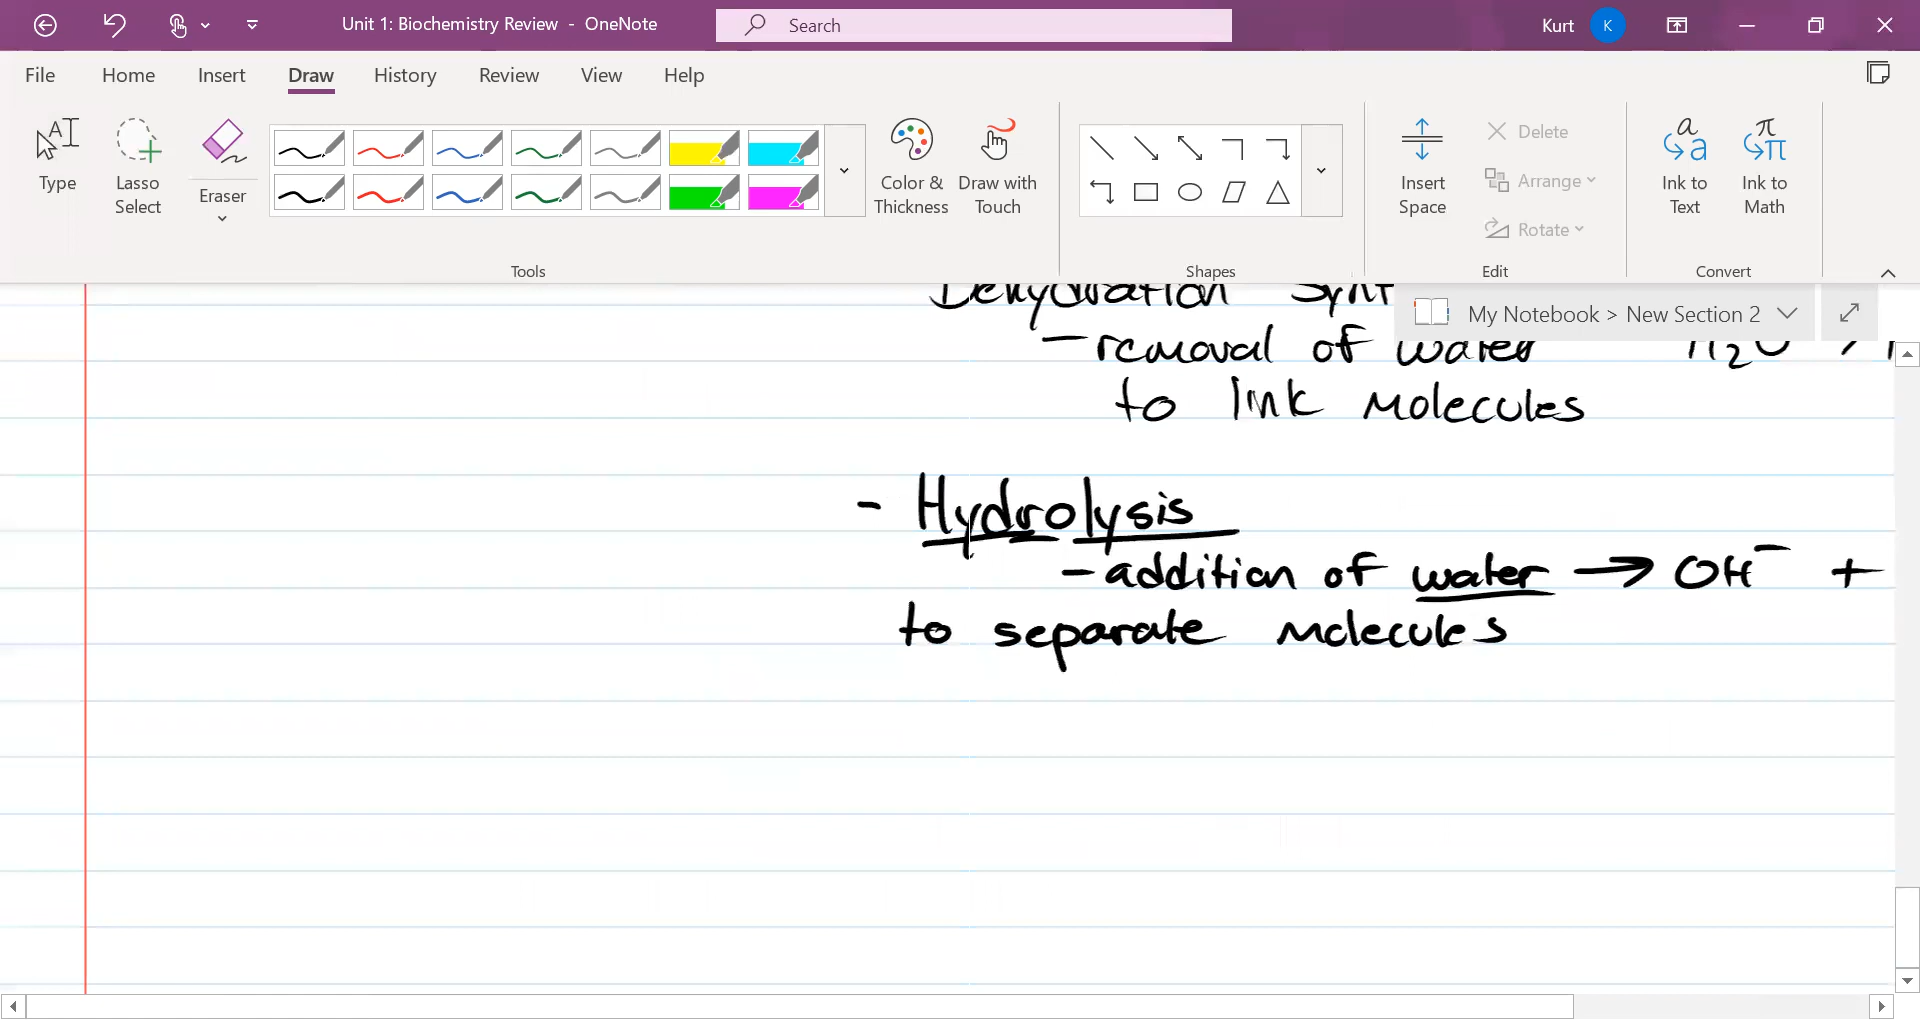 Unit 1: Biochemistry Review - OneNote
Search
Kurt
K
File Home Insert Draw History Review View Help
Type
Lasso Select
Eraser
Color & Thickness
Draw with Touch
Insert Space
Delete
Arrange
Rotate
Ink to Text
Ink to Math
Tools
Shapes
Edit
Convert
My Notebook > New Section 2
Dehydration
- removal of water H2O
to link molecules
- Hydrolysis
- addition of water → OH⁻ +
to separate molecules